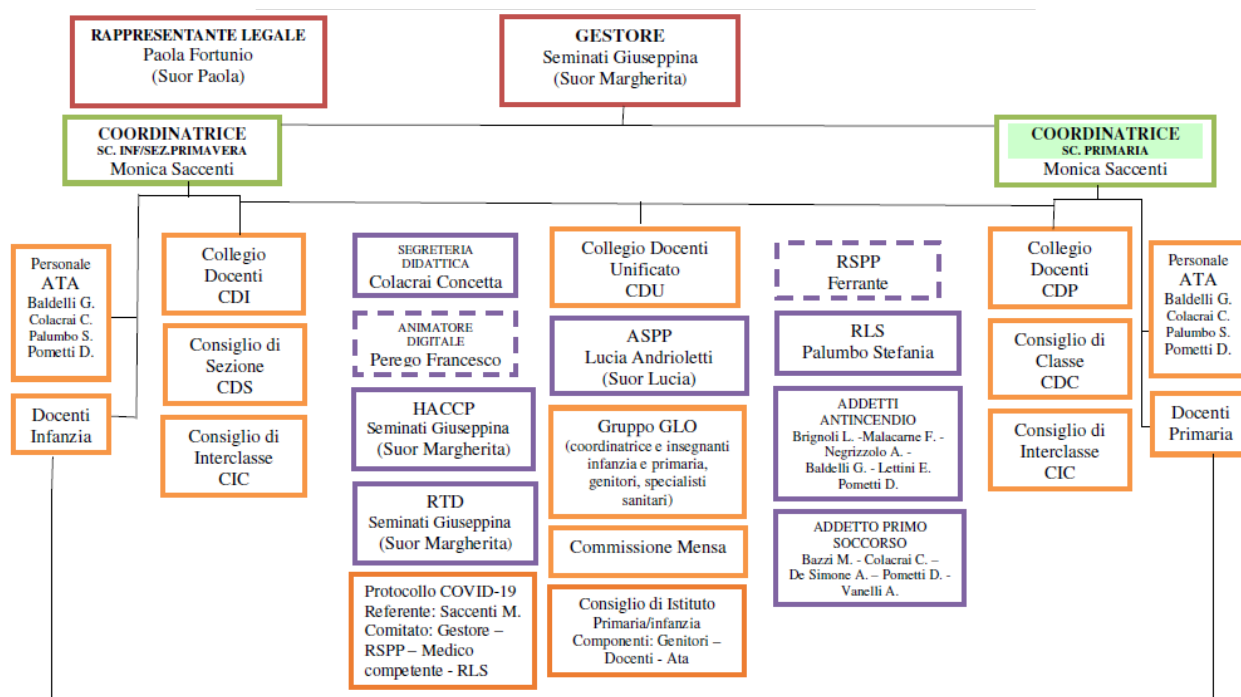 RAPPRESENTANTE LEGALE
Paola Fortunio
(Suor Paola)
GESTORE
Seminati Giuseppina
(Suor Margherita)
COORDINATRICE
SC. INF/SEZ.PRIMAVERA
Monica Saccenti
COORDINATRICE
SC. PRIMARIA
Monica Saccenti
Personale
ATA
Baldelli G.
Colacrai C.
Palumbo S.
Pometti D.
Docenti
Infanzia
Collegio
Docenti
CDI
Consiglio di
Sezione
CDS
Consiglio di
Interclasse
CIC
SEGRETERIA
DIDATTICA
Colacrai Concetta
ANIMATORE
DIGITALE
Perego Francesco
HACCP
Seminati Giuseppina
(Suor Margherita)
RTD
Seminati Giuseppina
(Suor Margherita)
Protocollo COVID-19
Referente: Saccenti M.
Comitato: Gestore –
RSPP – Medico
competente - RLS
Collegio Docenti
Unificato
CDU
ASPP
Lucia Andrioletti
(Suor Lucia)
Gruppo GLO
(coordinatrice e insegnanti
infanzia e primaria,
genitori, specialisti
sanitari)
Commissione Mensa
Consiglio di Istituto
Primaria/infanzia
Componenti: Genitori –
Docenti - Ata
RSPP
Ferrante
RLS
Palumbo Stefania
ADDETTI
ANTINCENDIO
Brignoli L. -Malacarne F. -
Negrizzolo A. -
Baldelli G. - Lettini E.
Pometti D.
ADDETTO PRIMO
SOCCORSO
Bazzi M. - Colacrai C. –
De Simone A. – Pometti D. -
Vanelli A.
Collegio
Docenti
CDP
Consiglio di
Classe
CDC
Consiglio di
Interclasse
CIC
Personale
ATA
Baldelli G.
Colacrai C.
Palumbo S.
Pometti D.
Docenti
Primaria